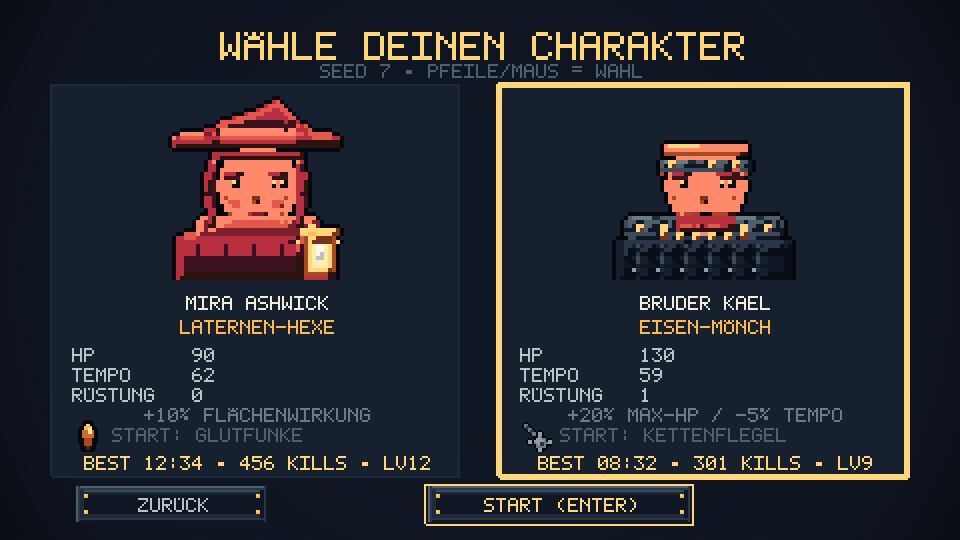 WÄHLE DEINEN CHARAKTER
SEED 7 - PFEILE/MAUS = WAHL
MIRA ASHWICK
LATERNEN-HEXE
HP 90
TEMPO 62
RÜSTUNG 0
+10% FLÄCHENWIRKUNG
START: GLUTFUNKE
BEST 12:34 - 456 KILLS - LV12
BRUDER KAEL
EISEN-MÖNCH
HP 130
TEMPO 59
RÜSTUNG 1
+20% MAX-HP / -5% TEMPO
START: KETTENFLEGEL
BEST 08:32 - 301 KILLS - LV9
ZURÜCK
START (ENTER)